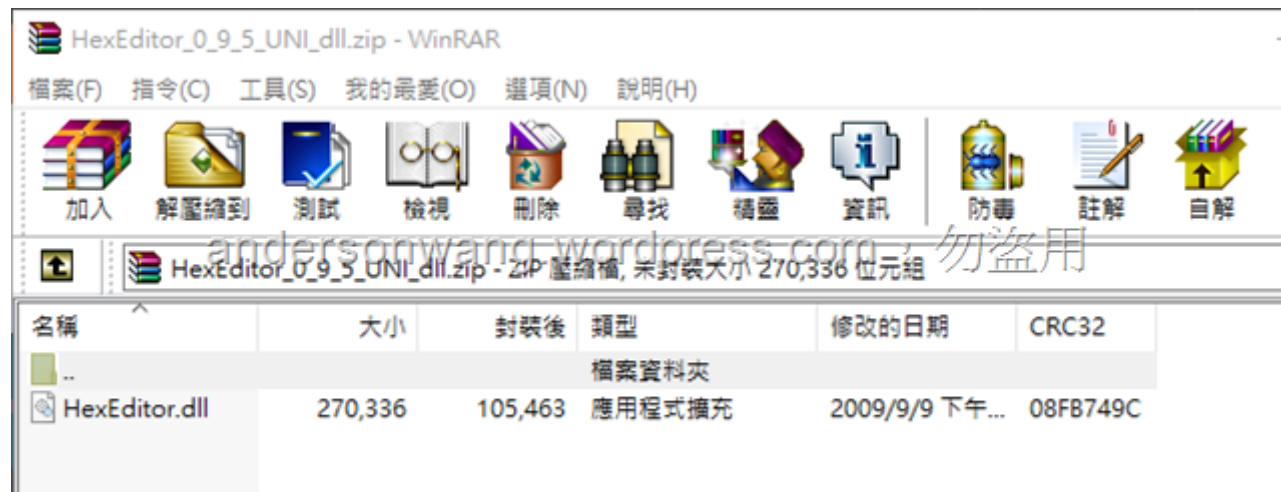 HexEditor_0_9_5_UNI_dll.zip - WinRAR
檔案(F) 指令(C) 工具(S) 我的最愛(O) 選項(N) 說明(H)
加入 解壓縮到 測試 檢視 刪除 尋找 精靈 資訊 防毒 註解 自解
andersonwang.wordpress.com，勿盜用
HexEditor_0_9_5_UNI_dll.zip - ZIP 壓縮檔, 未封裝大小 270,336 位元組
名稱 大小 封裝後 類型 修改的日期 CRC32
.. 檔案資料夾
HexEditor.dll 270,336 105,463 應用程式擴充 2009/9/9 下午... 08FB749C